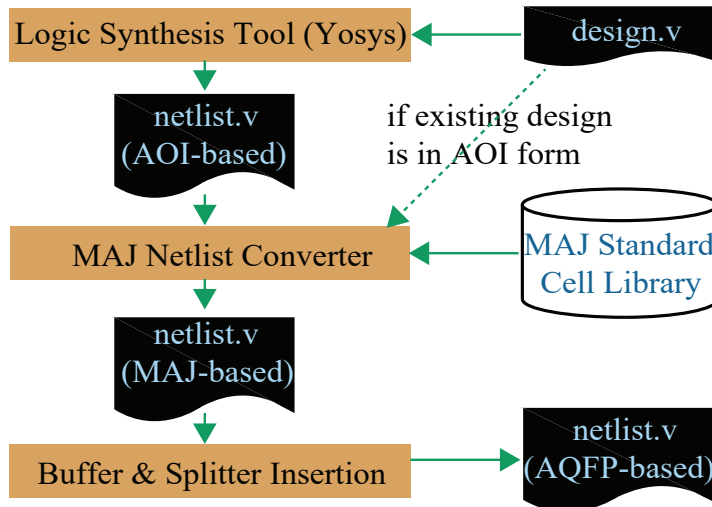 Logic Synthesis Tool (Yosys)
design.v
netlist.v
(AOI-based)
if existing design
is in AOI form
MAJ Netlist Converter
MAJ Standard
Cell Library
netlist.v
(MAJ-based)
Buffer & Splitter Insertion
netlist.v
(AQFP-based)